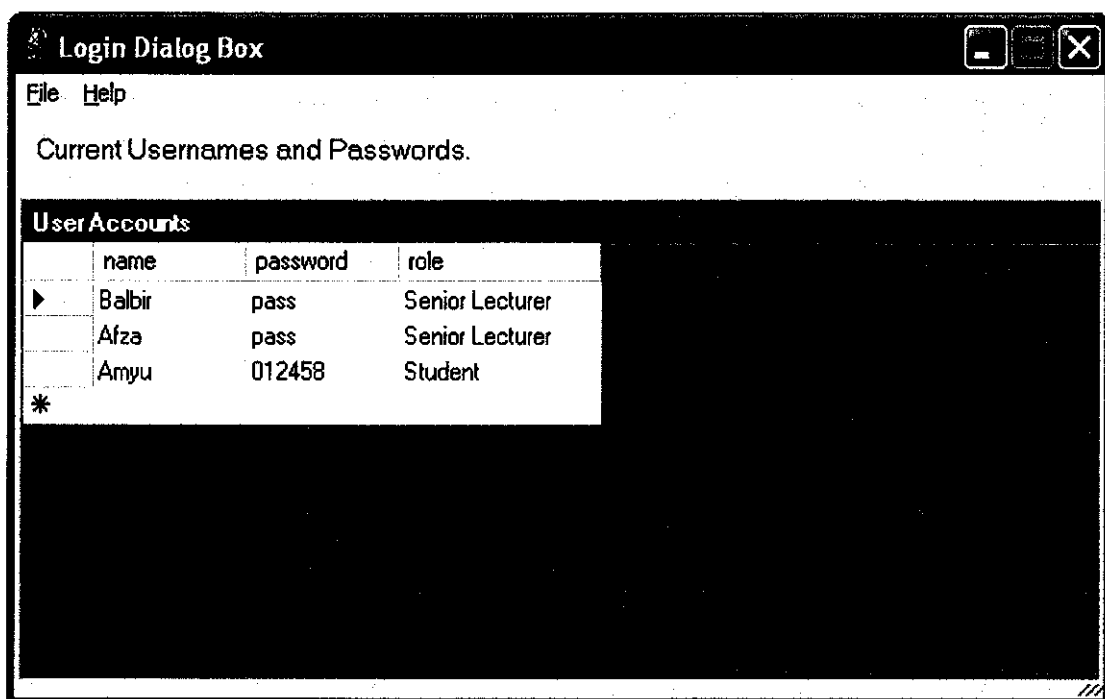 Login Dialog Box
File Help
Current Usernames and Passwords.
User Accounts
name password role
Balbir pass Senior Lecturer
Afza pass Senior Lecturer
Amyu 012458 Student
*